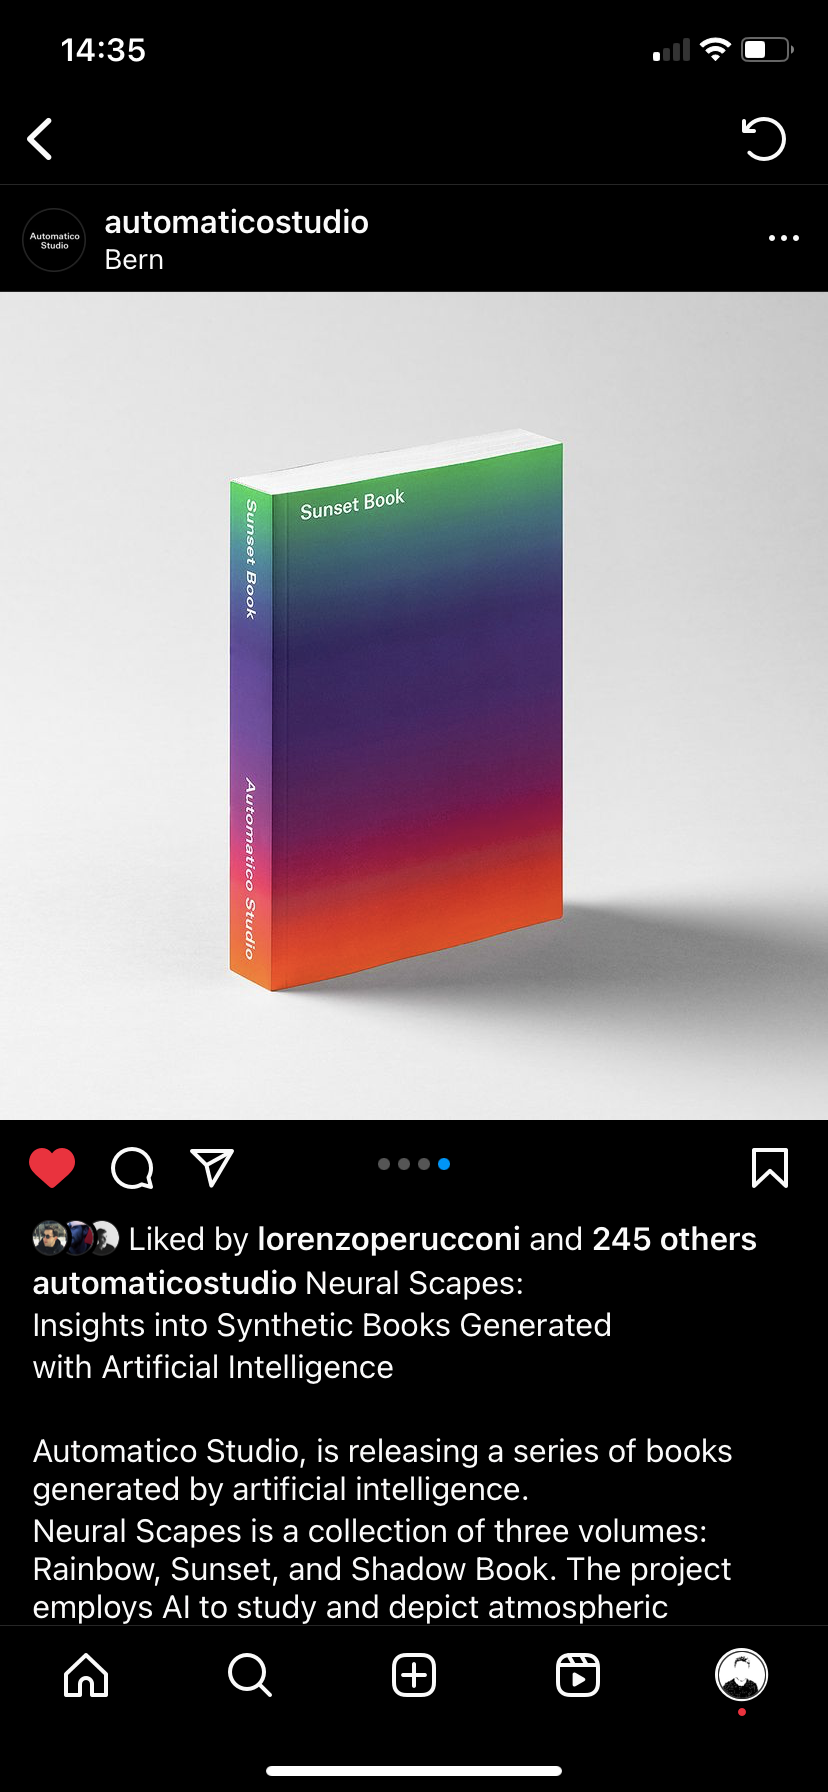 14:35
Automatico
Studio
automaticostudio
Bern
Sunset Book
Sunset Book
Automatico Studio
Liked by lorenzoperucconi and 245 others
automaticostudio Neural Scapes:
Insights into Synthetic Books Generated
with Artificial Intelligence
Automatico Studio, is releasing a series of books
generated by artificial intelligence.
Neural Scapes is a collection of three volumes:
Rainbow, Sunset, and Shadow Book. The project
employs AI to study and depict atmospheric